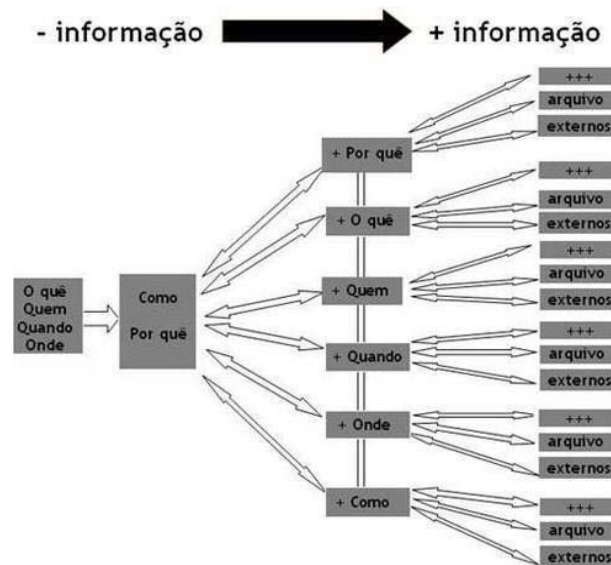 - informação
+ informação
O quê
Quem
Quando
Onde
Como
Por quê
+ Por quê
+ O quê
+ Quem
+ Quando
+ Onde
+ Como
+++
arquivo
externos
+++
arquivo
externos
+++
arquivo
externos
+++
arquivo
externos
+++
arquivo
externos
+++
arquivo
externos